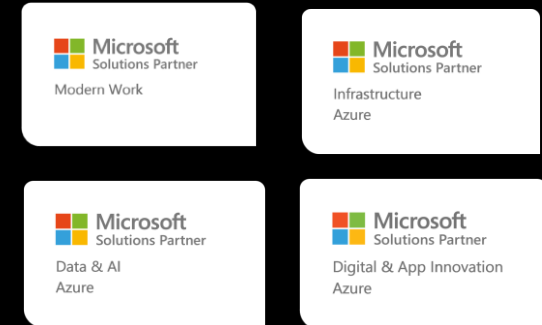 Microsoft
Solutions Partner
Modern Work
Microsoft
Solutions Partner
Infrastructure
Azure
Microsoft
Solutions Partner
Data & AI
Azure
Microsoft
Solutions Partner
Digital & App Innovation
Azure